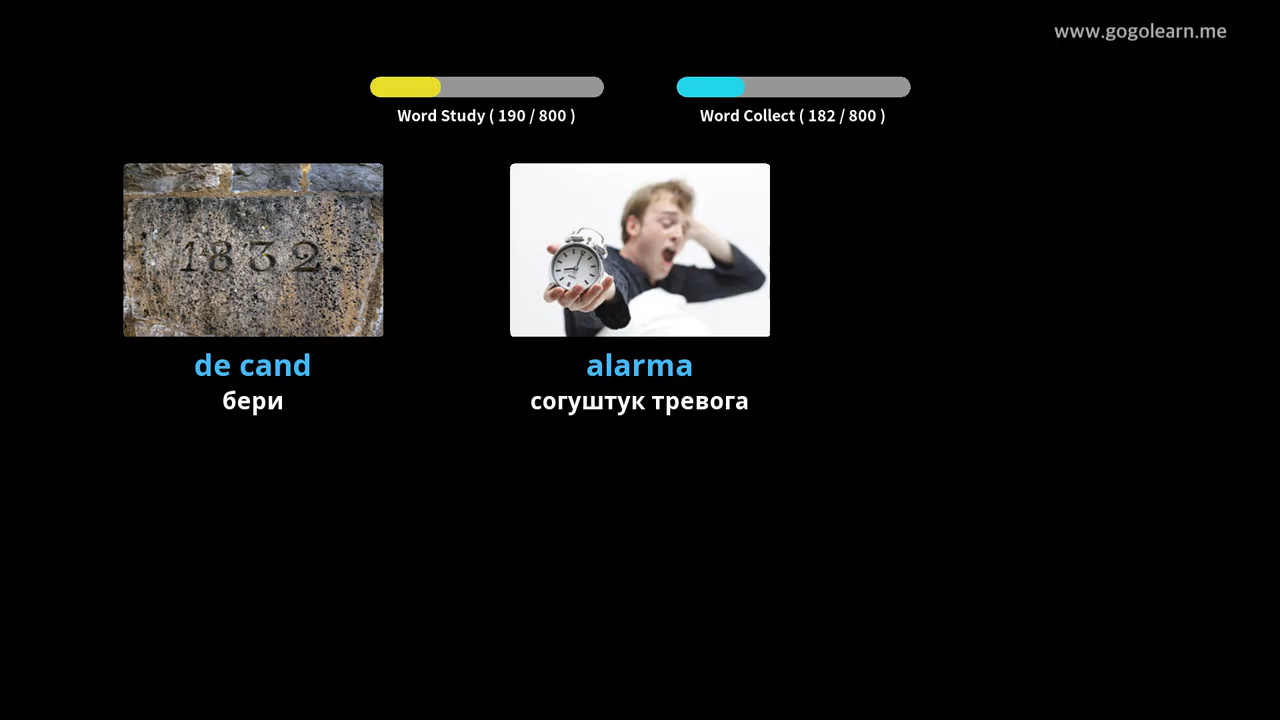 www.gogolearn.me
Word Study ( 190 / 800 )
Word Collect ( 182 / 800 )
1832.
de cand
бери
alarma
согуштук тревога